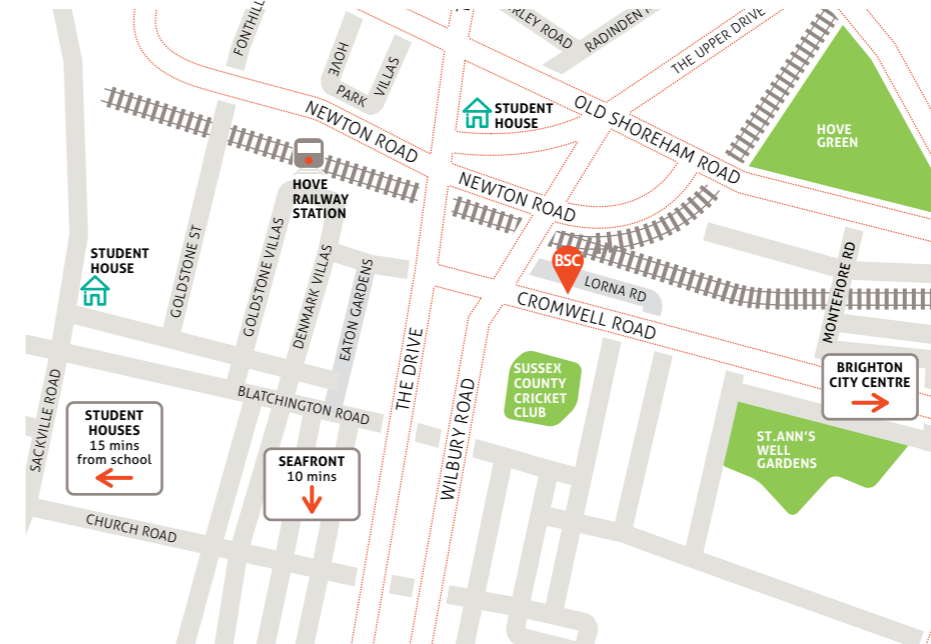 FONTHILL
HOVE
PARK
VILLAS
RADINDEN
THE UPPER DRIVE
STUDENT
HOUSE
OLD SHOREHAM ROAD
HOVE
GREEN
NEWTON ROAD
HOVE
RAILWAY
STATION
NEWTON ROAD
STUDENT
HOUSE
GOLDSTONE ST
GOLDSTONE VILLAS
DENMARK VILLAS
EATON GARDENS
BSC
LORNA RD
CROMWELL ROAD
MONTEFIORE RD
THE DRIVE
WILBURY ROAD
SUSSEX
COUNTY
CRICKET
CLUB
BRIGHTON
CITY CENTRE
BLATCHINGTON ROAD
SACKVILLE ROAD
STUDENT
HOUSES
15 mins
from school
SEAFRONT
10 mins
ST.ANN'S
WELL
GARDENS
CHURCH ROAD